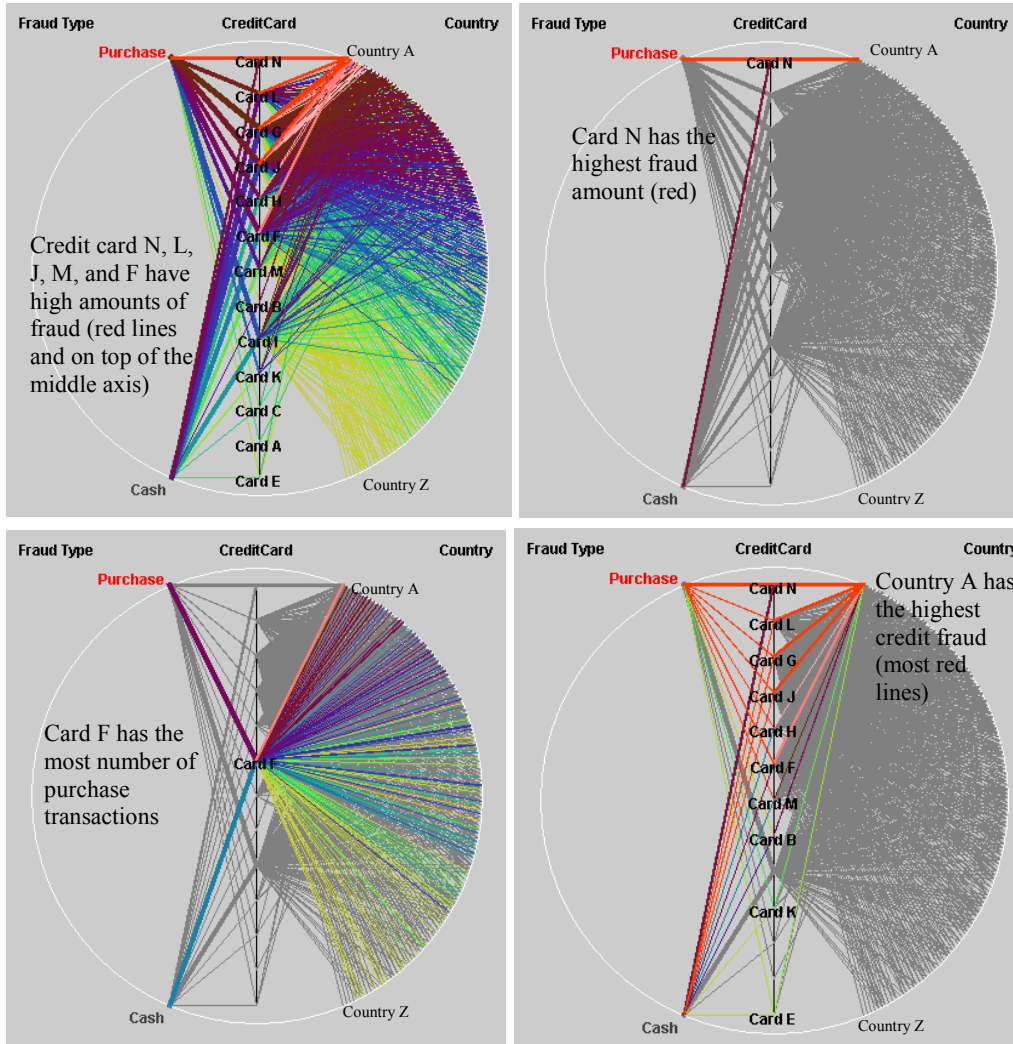 Fraud Type CreditCard Country
Purchase
Country A
Card N
Card L
Card G
Card J
Card H
Card F
Card M
Card B
Card I
Card K
Card C
Card A
Card E
Credit card N, L,
J, M, and F have
high amounts of
fraud (red lines
and on top of the
middle axis)
Cash
Country Z
Fraud Type CreditCard Country
Purchase
Country A
Card N
Card N has the
highest fraud
amount (red)
Cash
Country Z
Fraud Type CreditCard Country
Purchase
Country A
Card F has the
most number of
purchase
transactions
Card F
Cash
Country Z
Fraud Type CreditCard Country
Purchase
Card N
Card L
Card G
Card J
Card H
Card F
Card M
Card B
Card K
Card E
Country A has
the highest
credit fraud
(most red
lines)
Cash
Country Z